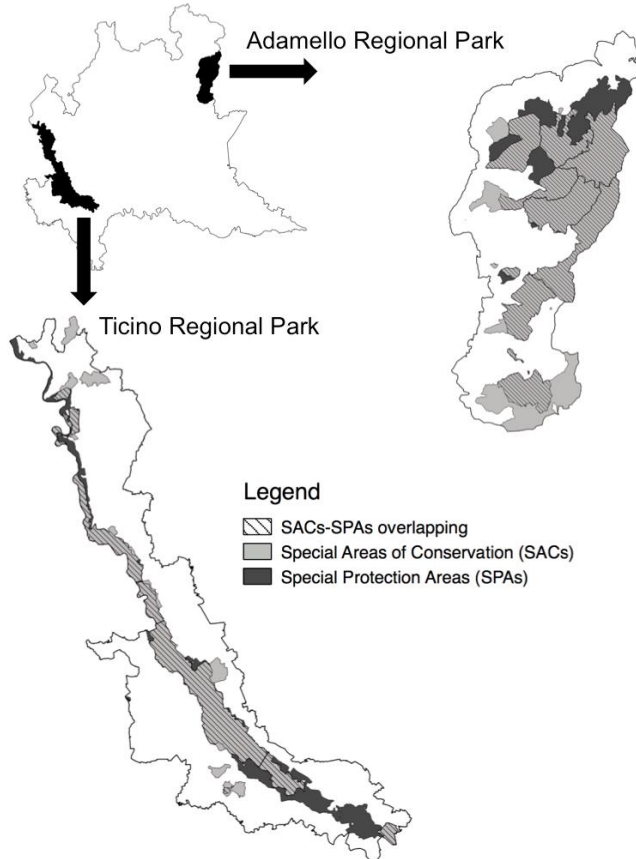 Adamello Regional Park
Ticino Regional Park
Legend
SACs-SPAs overlapping
Special Areas of Conservation (SACs)
Special Protection Areas (SPAs)